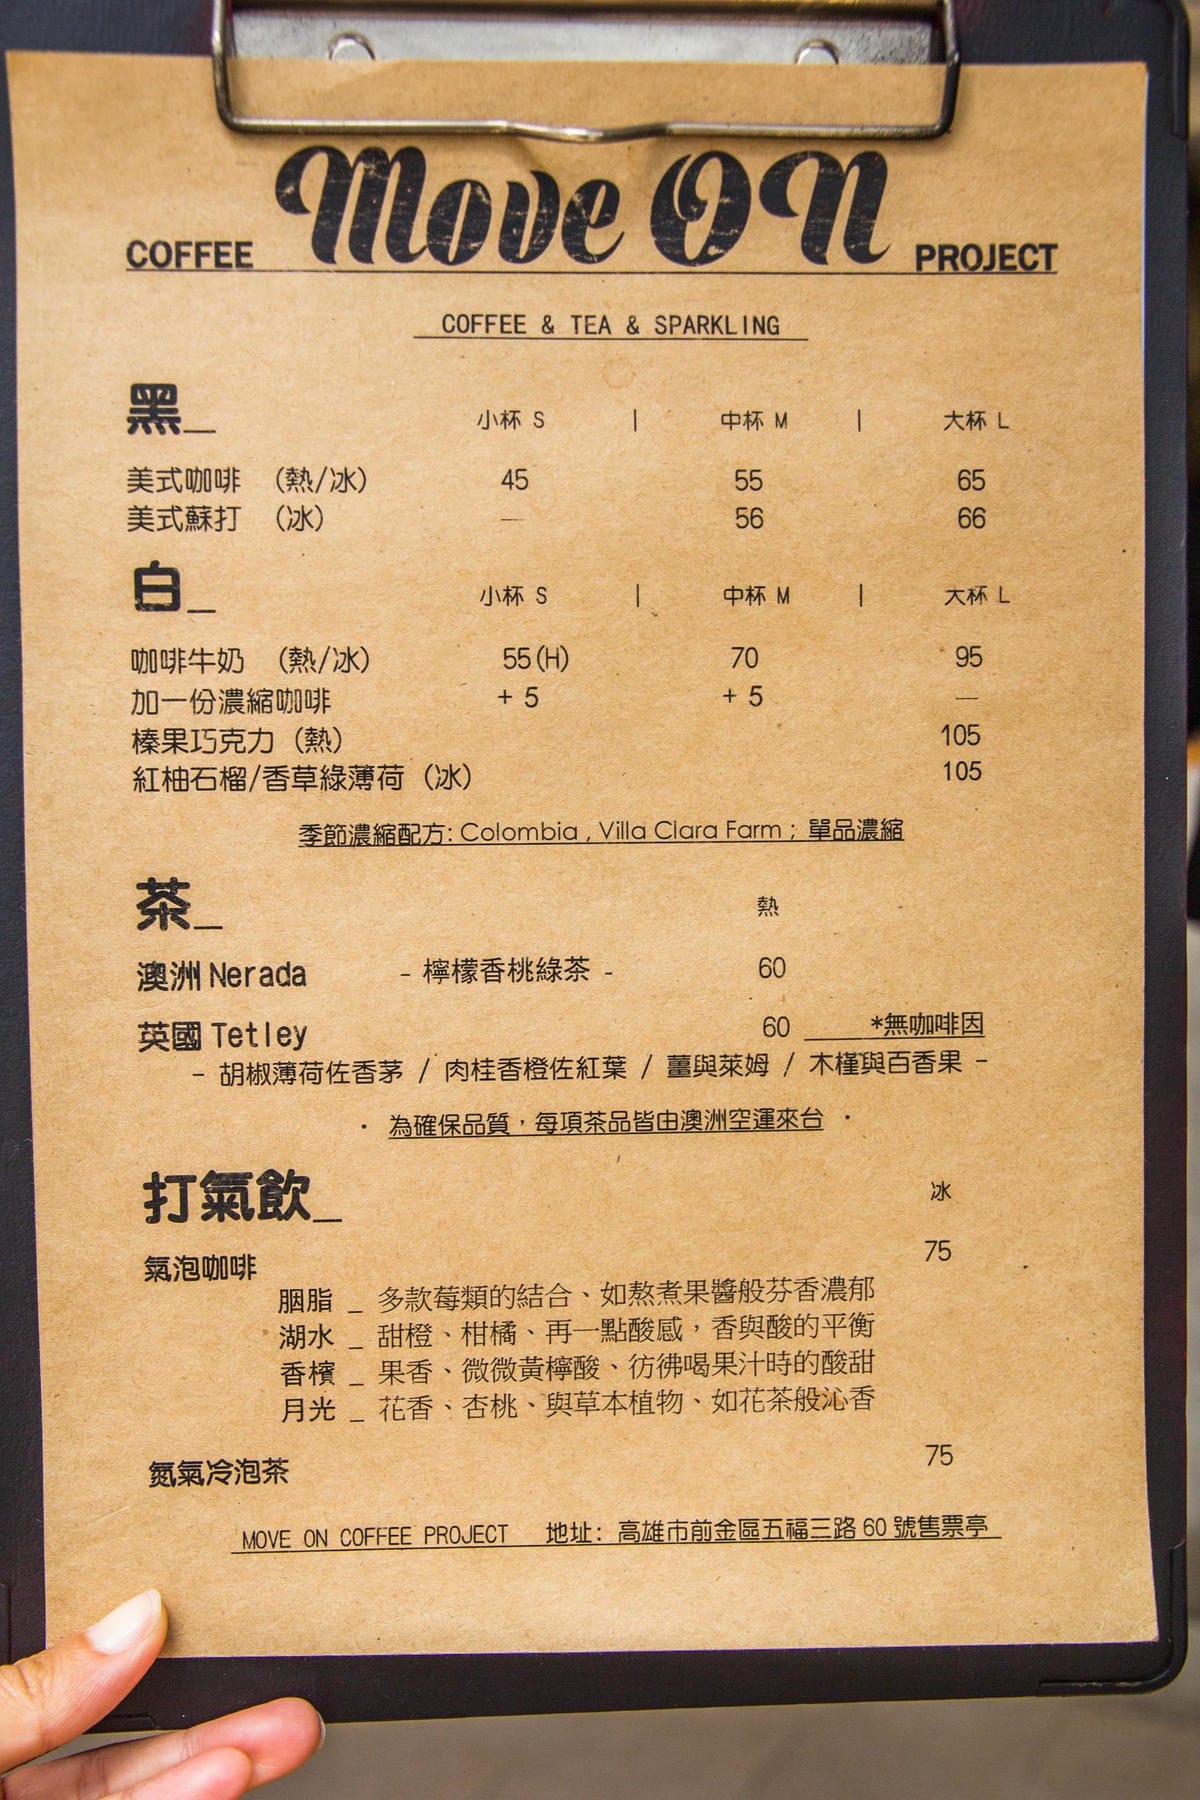 COFFEE Move ON PROJECT
COFFEE & TEA & SPARKLING
黑_ 小杯 S | 中杯 M | 大杯 L
美式咖啡 (熱/冰) 45 55 65
美式蘇打 (冰) — 56 66
白_ 小杯 S | 中杯 M | 大杯 L
咖啡牛奶 (熱/冰) 55(H) 70 95
加一份濃縮咖啡 + 5 + 5 —
榛果巧克力 (熱) 105
紅柚石榴/香草綠薄荷 (冰) 105
季節濃縮配方: Colombia , Villa Clara Farm ; 單品濃縮
茶_ 熱
澳洲 Nerada - 檸檬香桃綠茶 - 60
英國 Tetley 60 *無咖啡因
- 胡椒薄荷佐香茅 / 肉桂香橙佐紅葉 / 薑與萊姆 / 木槿與百香果 -
· 為確保品質，每項茶品皆由澳洲空運來台 ·
打氣飲_ 冰
氣泡咖啡 75
胭脂 _ 多款莓類的結合、如熬煮果醬般芬香濃郁
湖水 _ 甜橙、柑橘、再一點酸感，香與酸的平衡
香檳 _ 果香、微微黃檸酸、彷彿喝果汁時的酸甜
月光 _ 花香、杏桃、與草本植物、如花茶般沁香
氮氣冷泡茶 75
MOVE ON COFFEE PROJECT 地址: 高雄市前金區五福三路 60 號售票亭